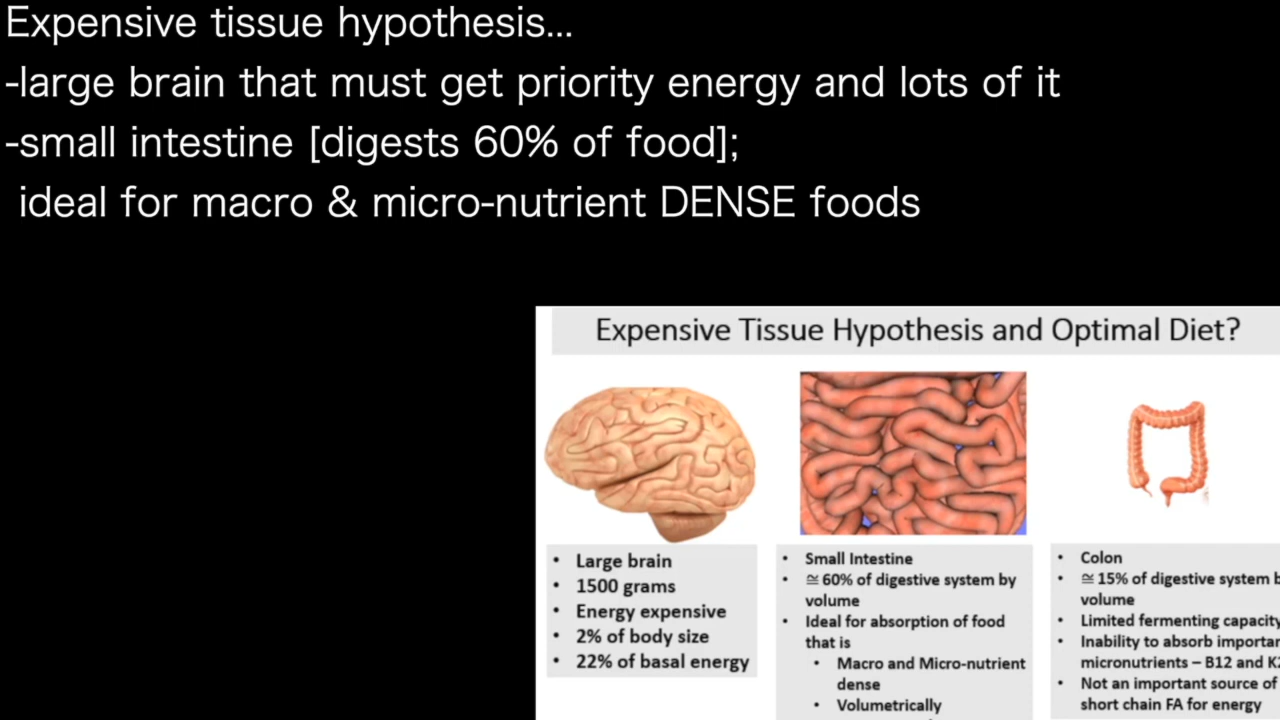 Expensive tissue hypothesis...
-large brain that must get priority energy and lots of it
-small intestine [digests 60% of food];
ideal for macro & micro-nutrient DENSE foods
Expensive Tissue Hypothesis and Optimal Diet?
• Large brain
• 1500 grams
• Energy expensive
• 2% of body size
• 22% of basal energy
• Small Intestine
• ≅ 60% of digestive system by
volume
• Ideal for absorption of food
that is
• Macro and Micro-nutrient
dense
• Volumetrically
• Colon
• ≅ 15% of digestive system
volume
• Limited fermenting capacity
• Inability to absorb
micronutrients – B12 and
• Not an important source of
short chain FA for energy